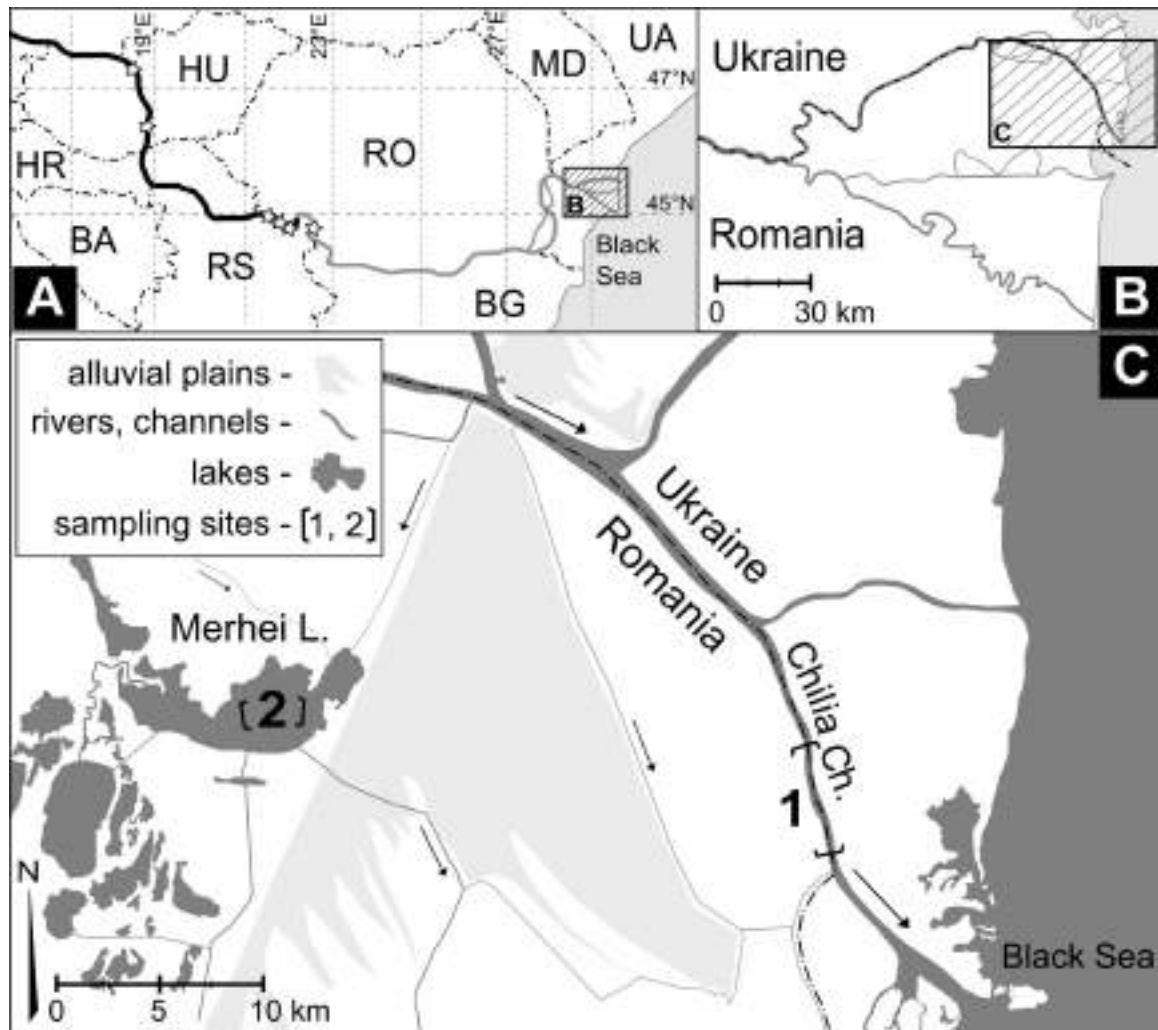 19°E
23°E
27°E
HU
MD
UA
47°N
HR
RO
BA
RS
B
45°N
Black
Sea
BG
A
Ukraine
C
Romania
0 30 km
B
C
alluvial plains -
rivers, channels -
lakes -
sampling sites - [1, 2]
Ukraine
Romania
Merhei L.
[2]
Chilia Ch.
1
N
0 5 10 km
Black Sea